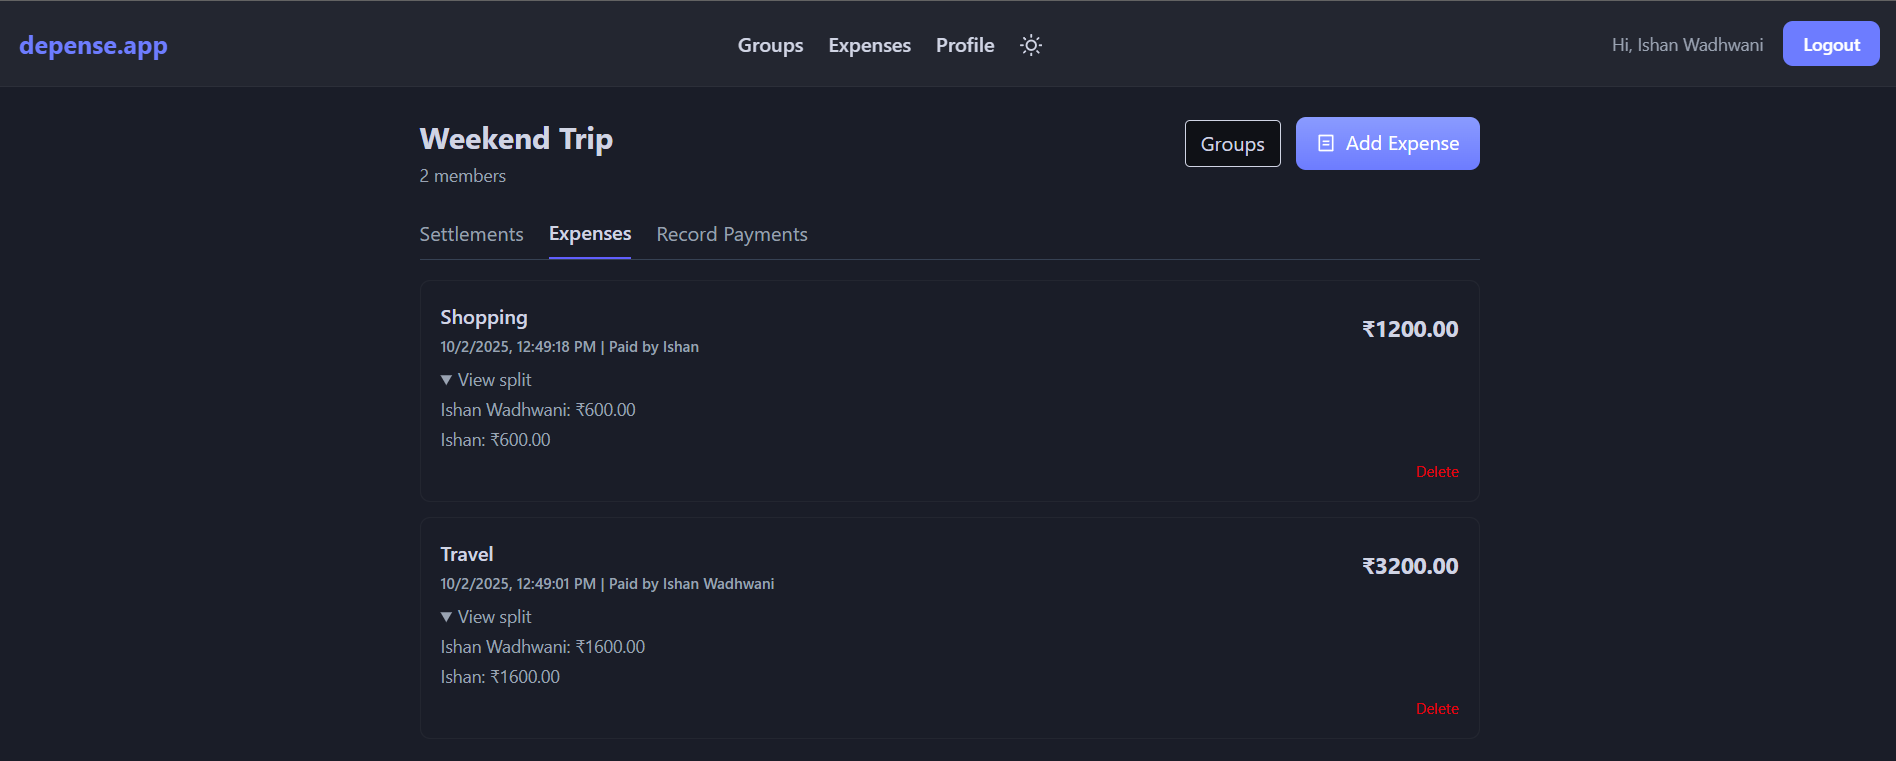 depense.app
Groups Expenses Profile
Hi, Ishan Wadhwani Logout
Weekend Trip
2 members
Groups Add Expense
Settlements Expenses Record Payments
Shopping
₹1200.00
10/2/2025, 12:49:18 PM | Paid by Ishan
▼ View split
Ishan Wadhwani: ₹600.00
Ishan: ₹600.00
Delete
Travel
₹3200.00
10/2/2025, 12:49:01 PM | Paid by Ishan Wadhwani
▼ View split
Ishan Wadhwani: ₹1600.00
Ishan: ₹1600.00
Delete